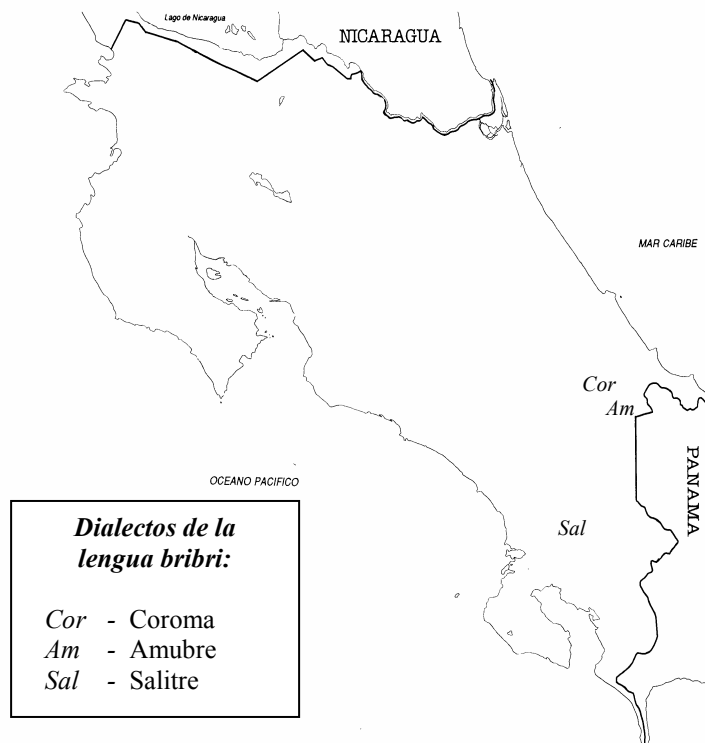 Lago de Nicaragua
NICARAGUA
MAR CARIBE
Cor
Am
PANAMA
OCEANO PACIFICO
Sal
Dialectos de la
lengua bribri:
Cor - Coroma
Am - Amubre
Sal - Salitre